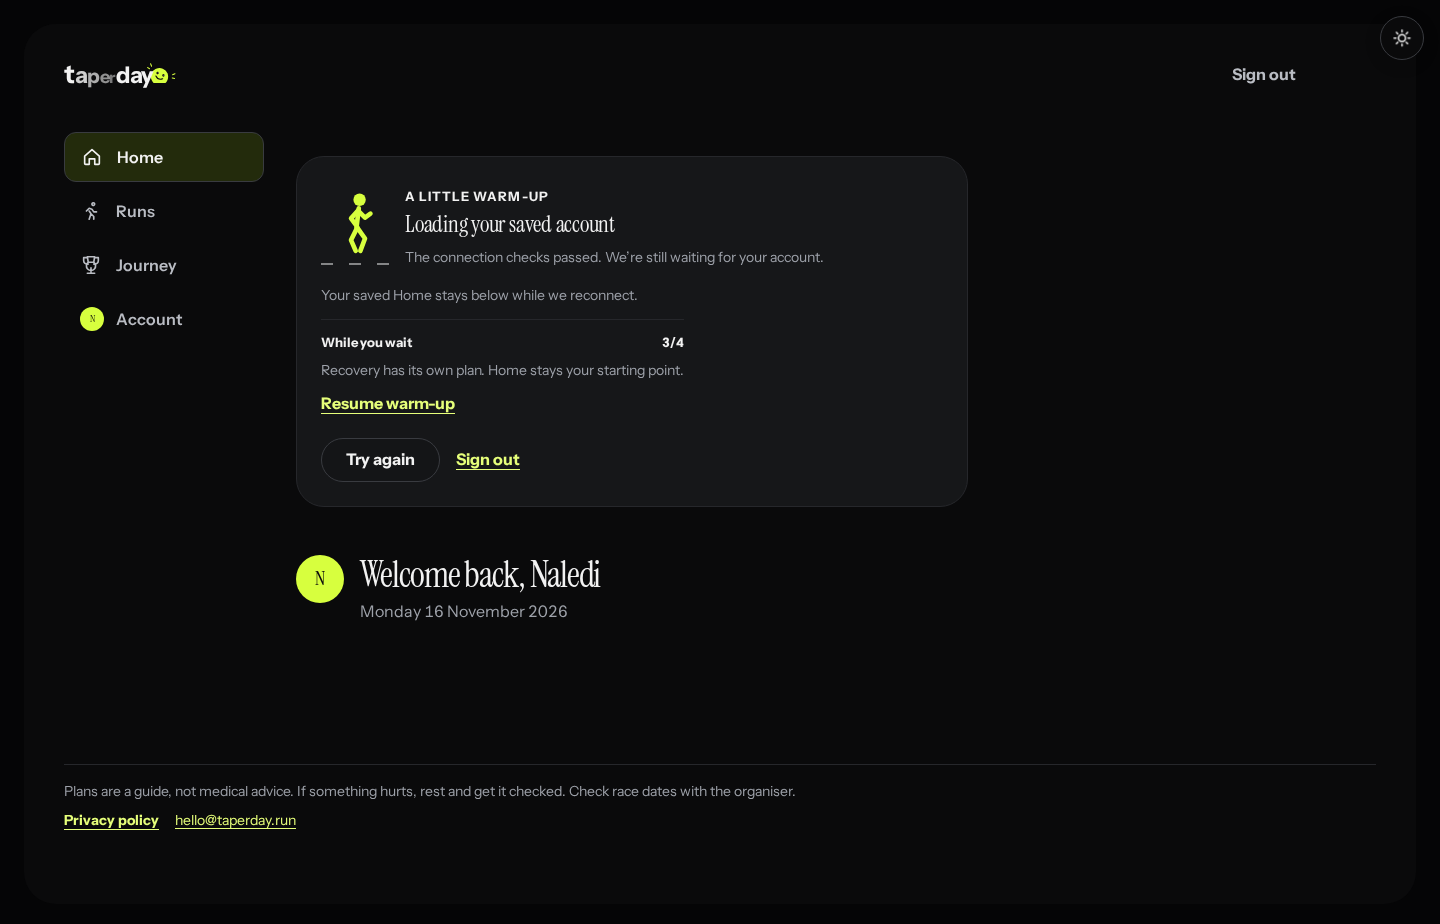 taperday
Sign out
Home
Runs
Journey
N
Account
A LITTLE WARM-UP
Loading your saved account
The connection checks passed. We're still waiting for your account.
Your saved Home stays below while we reconnect.
While you wait
3/4
Recovery has its own plan. Home stays your starting point.
Resume warm-up
Try again
Sign out
N
Welcome back, Naledi
Monday 16 November 2026
Plans are a guide, not medical advice. If something hurts, rest and get it checked. Check race dates with the organiser.
Privacy policy
hello@taperday.run